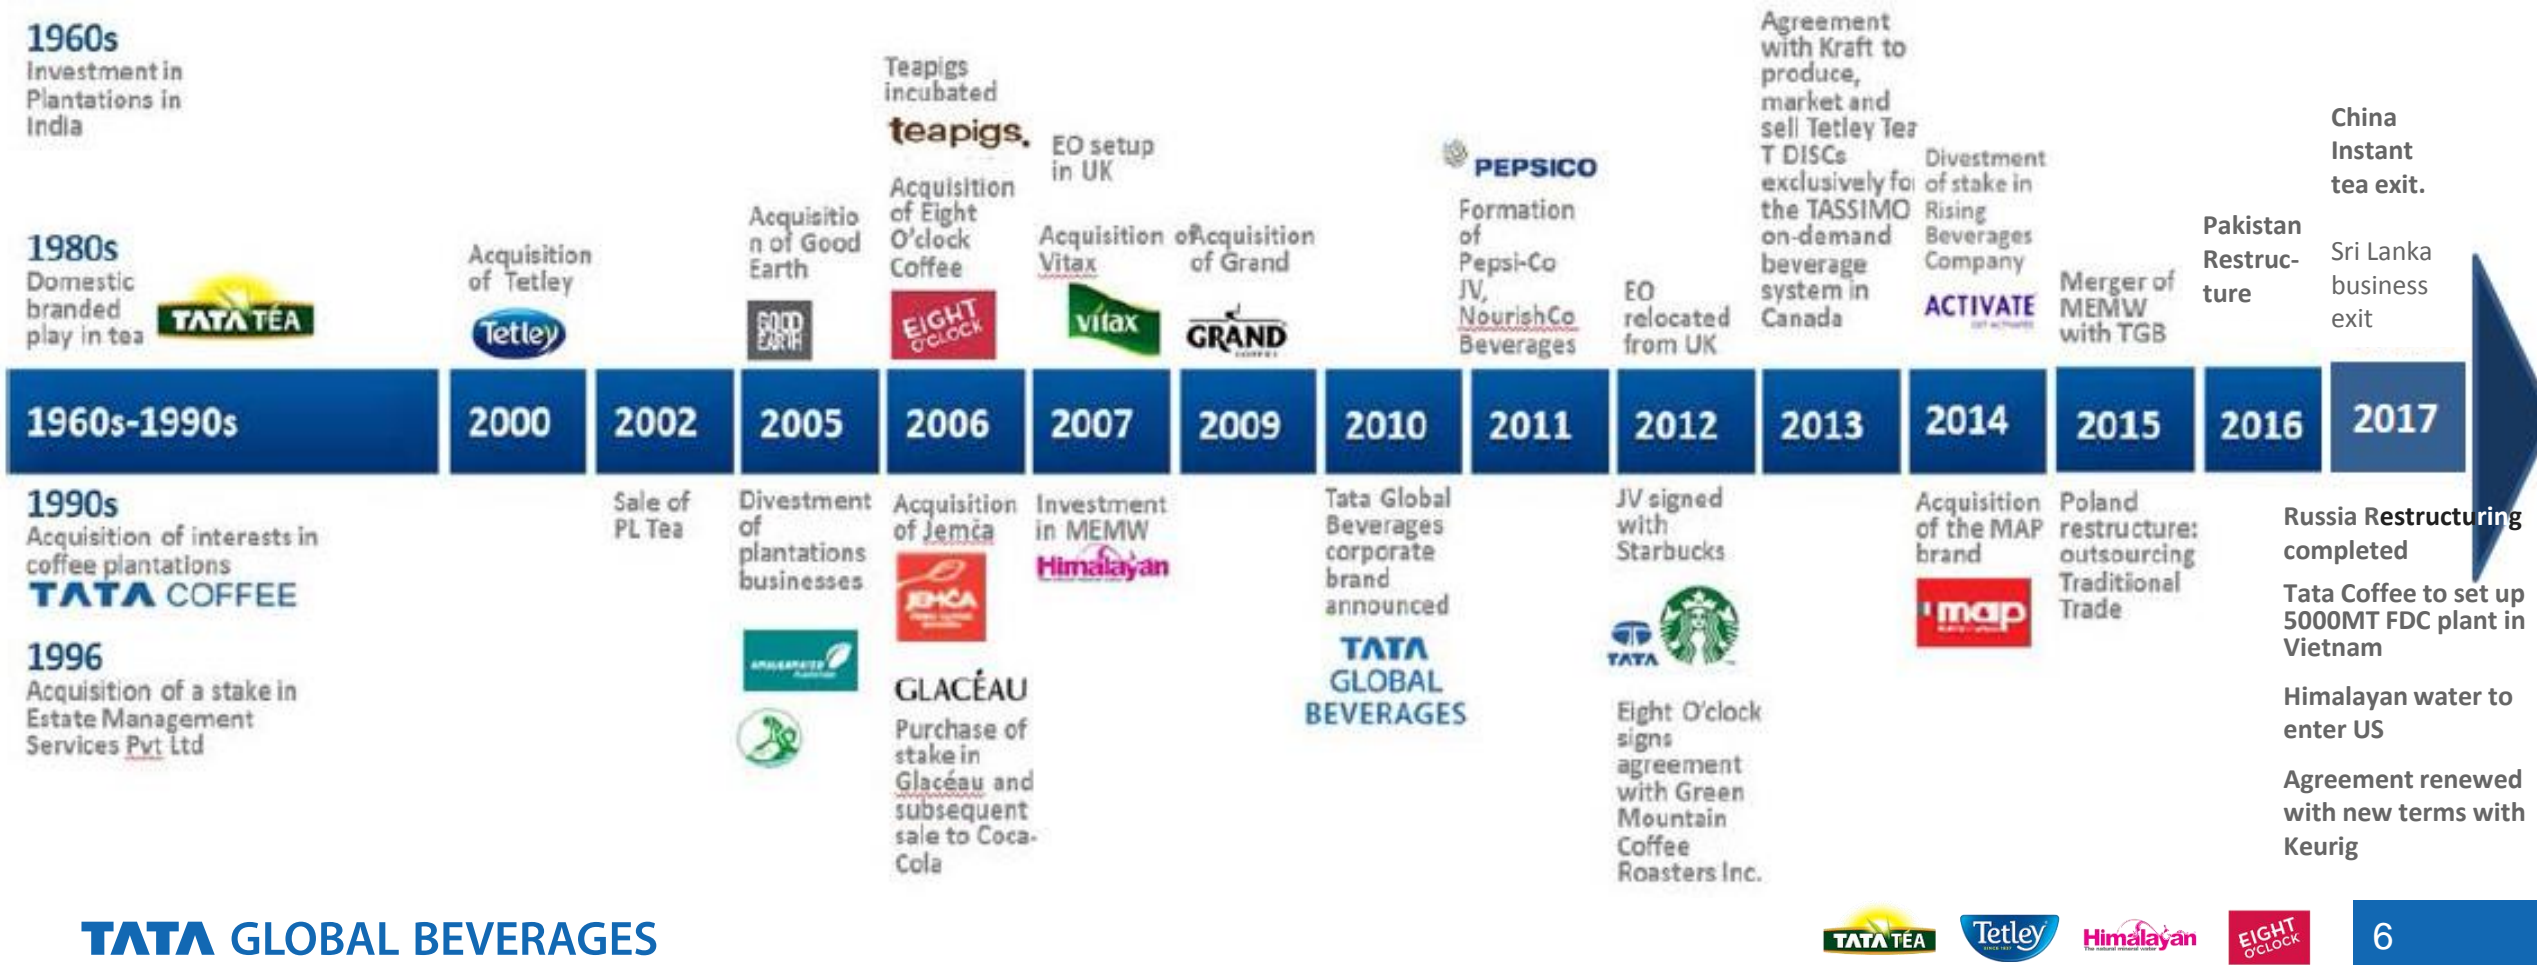 1960s
Investment in
Plantations in
India
1980s
Domestic
branded
play in tea
TATA TEA
Acquisition
of Tetley
Tetley
Acquisitio
n of Good
Earth
GOOD
EARTH
Teapigs
incubated
teapigs.
Acquisition
of Eight
O'clock
Coffee
EIGHT
O'CLOCK
EO setup
in UK
Acquisition of
Vitax
vitax
Acquisition
of Grand
GRAND
PEPSICO
Formation
of
Pepsi-Co
JV,
NourishCo
Beverages
EO
relocated
from UK
Agreement
with Kraft to
produce,
market and
sell Tetley Tea
T DISCs
exclusively fo
the TASSIMO
on-demand
beverage
system in
Canada
Divestment
of stake in
Rising
Beverages
Company
ACTIVATE
Merger of
MEMW
with TGB
Pakistan
Restruc-
ture
China
Instant
tea exit.
Sri Lanka
business
exit
1960s-1990s
2000
2002
2005
2006
2007
2009
2010
2011
2012
2013
2014
2015
2016
2017
1990s
Acquisition of interests in
coffee plantations
TATA COFFEE
1996
Acquisition of a stake in
Estate Management
Services Pvt Ltd
Sale of
PL Tea
Divestment
of
plantations
businesses
AMALGAMATED
Acquisition
of Jemča
JEMČA
GLACÉAU
Purchase of
stake in
Glacéau and
subsequent
sale to Coca-
Cola
Investment
in MEMW
Himalayan
Tata Global
Beverages
corporate
brand
announced
TATA
GLOBAL
BEVERAGES
JV signed
with
Starbucks
TATA
Eight O'clock
signs
agreement
with Green
Mountain
Coffee
Roasters Inc.
Acquisition
of the MAP
brand
map
Poland
restructure:
outsourcing
Traditional
Trade
Russia Restructuring
completed
Tata Coffee to set up
5000MT FDC plant in
Vietnam
Himalayan water to
enter US
Agreement renewed
with new terms with
Keurig
TATA GLOBAL BEVERAGES
TATA TEA
Tetley
SINCE 1837
Himalayan
The natural mineral water
EIGHT
O'CLOCK
6